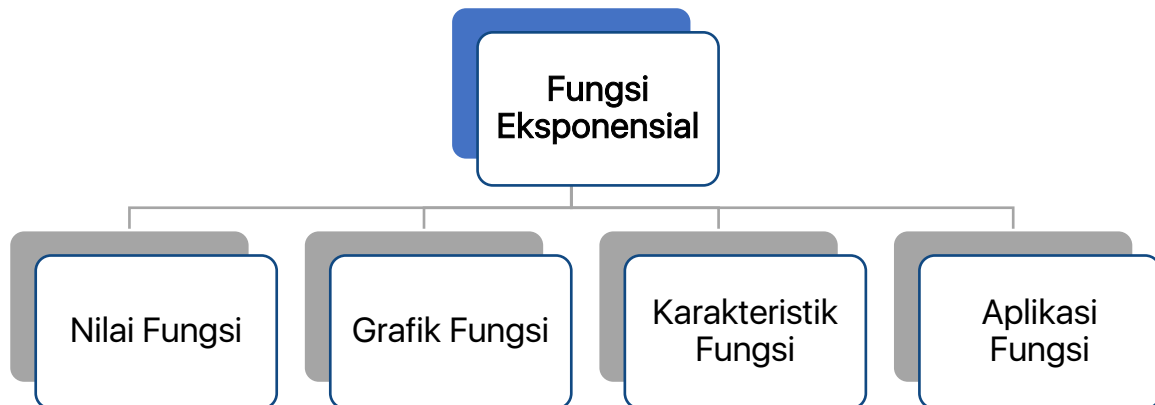 Fungsi
Eksponensial
Nilai Fungsi
Grafik Fungsi
Karakteristik
Fungsi
Aplikasi
Fungsi